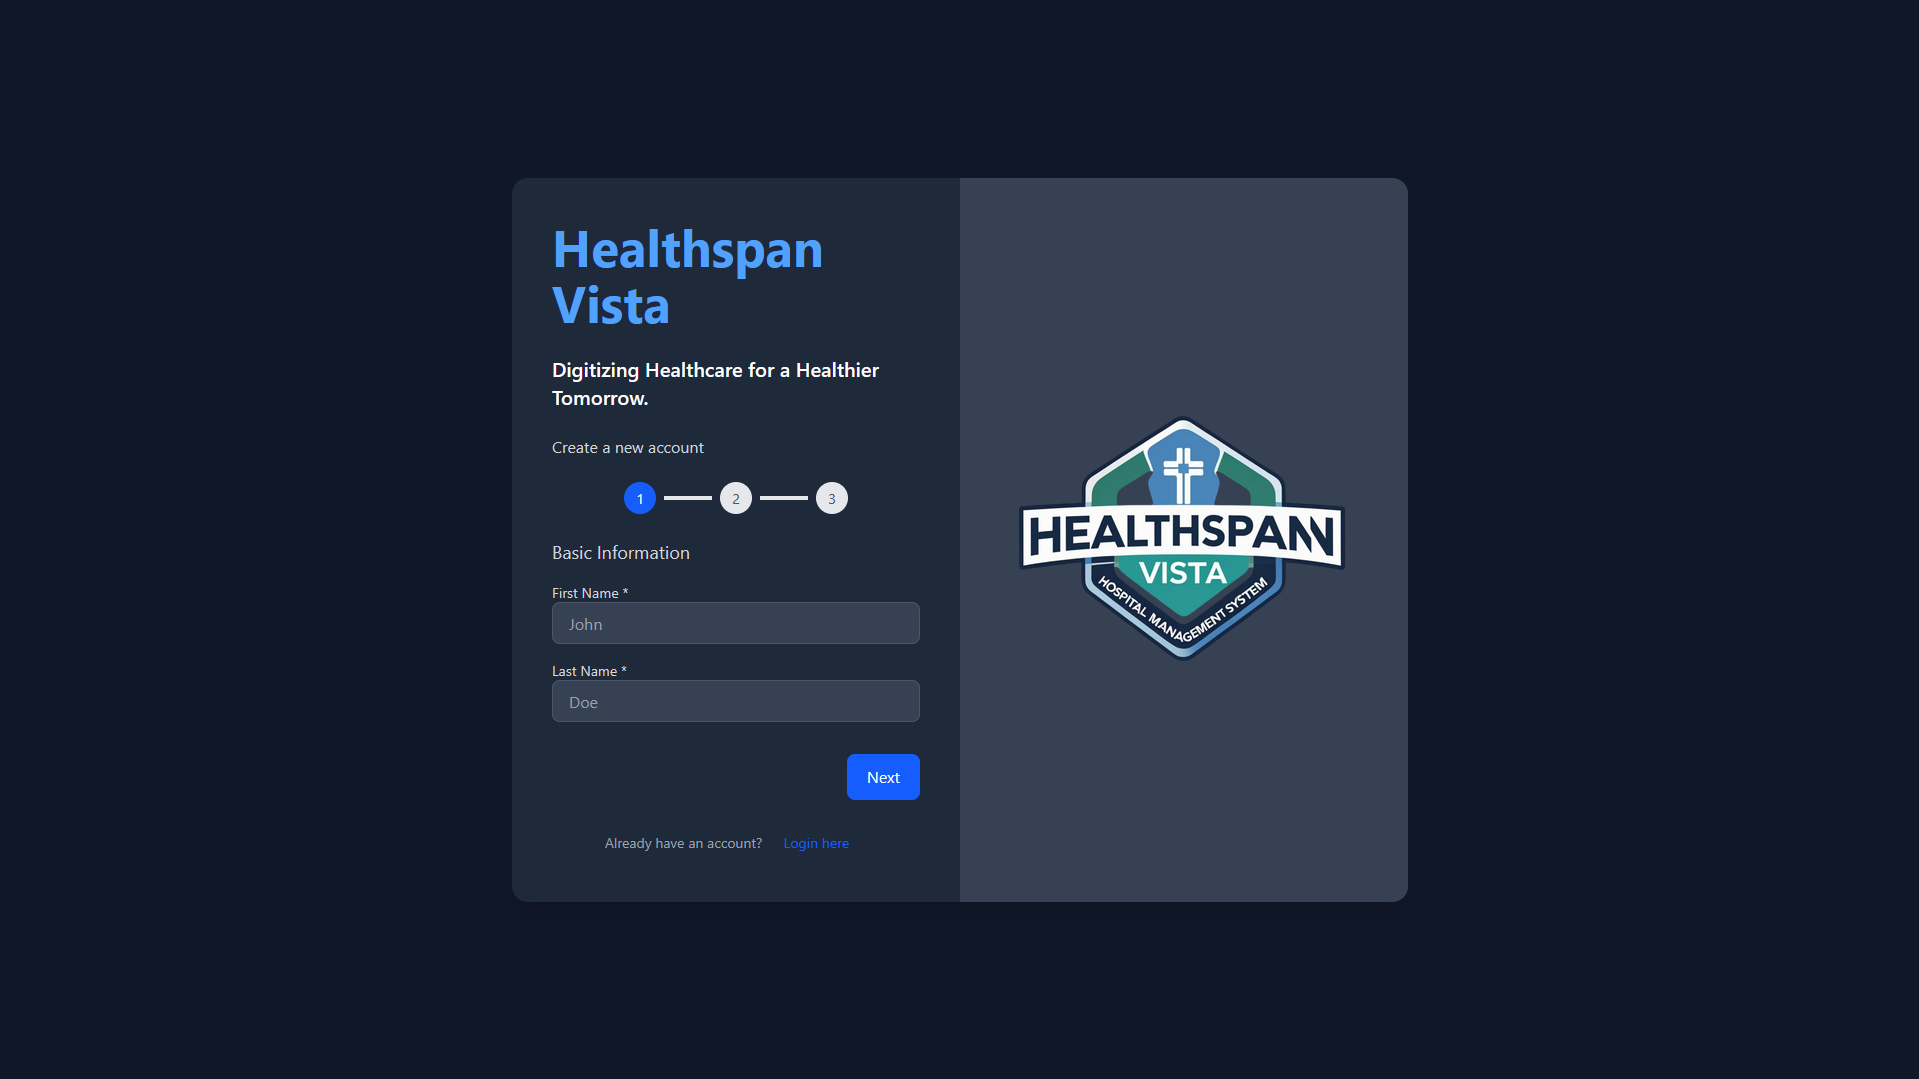 Healthspan
Vista
Digitizing Healthcare for a Healthier
Tomorrow.
Create a new account
1 2 3
Basic Information
First Name *
John
Last Name *
Doe
Next
Already have an account? Login here
HEALTHSPANN
VISTA
HOSPITAL MANAGEMENT SYSTEM